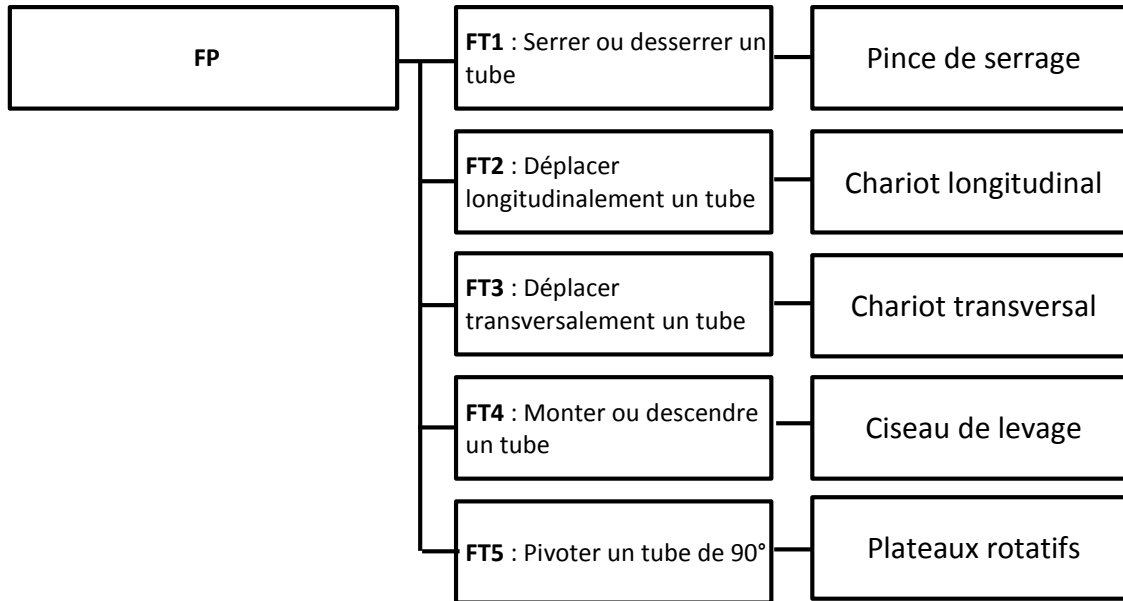 FP
FT1 : Serrer ou desserrer un
tube
Pince de serrage
FT2 : Déplacer
longitudinalement un tube
Chariot longitudinal
FT3 : Déplacer
transversalement un tube
Chariot transversal
FT4 : Monter ou descendre
un tube
Ciseau de levage
FT5 : Pivoter un tube de 90°
Plateaux rotatifs